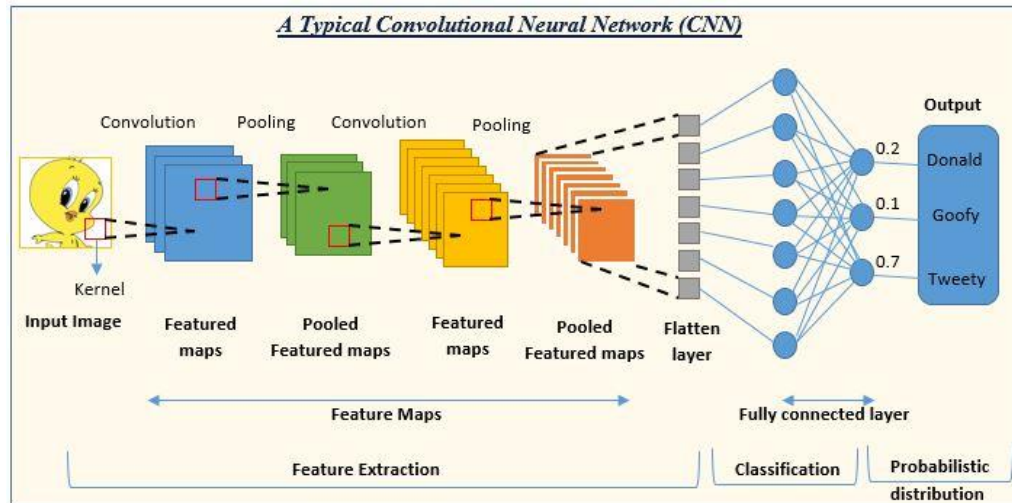 A Typical Convolutional Neural Network (CNN)
Convolution
Pooling
Convolution
Pooling
Output
0.2
Donald
0.1
Goofy
0.7
Tweety
Kernel
Input Image
Featured
maps
Pooled
Featured maps
Featured
maps
Pooled
Featured maps
Flatten
layer
Feature Maps
Fully connected layer
Feature Extraction
Classification
Probabilistic
distribution